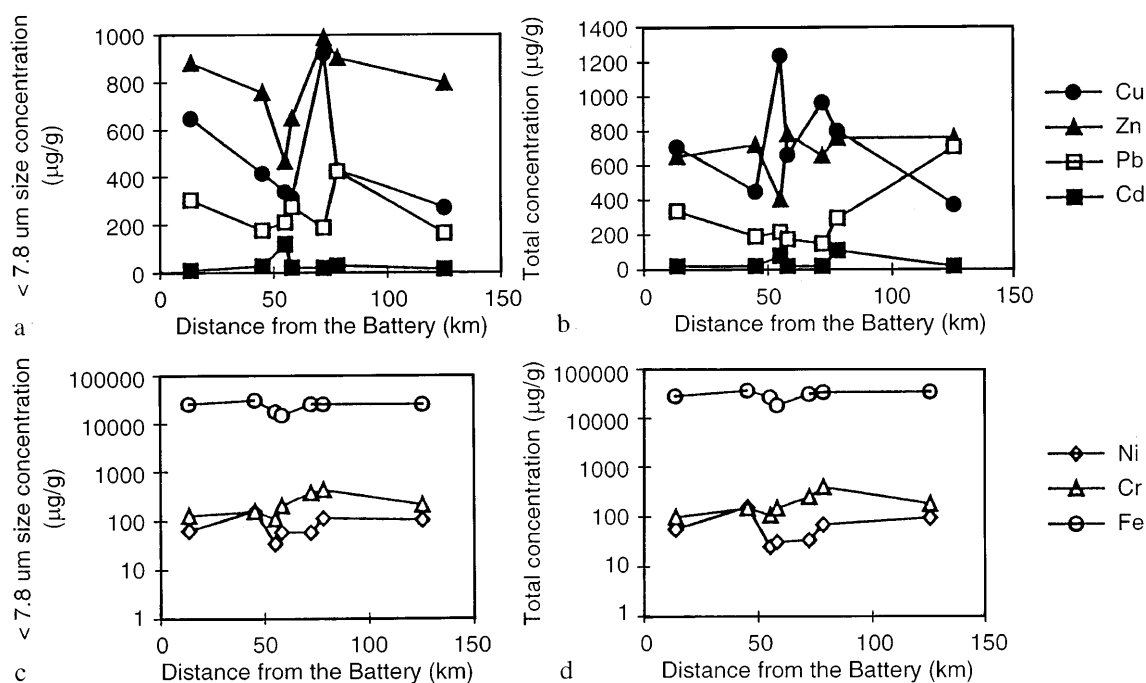 < 7.8 um size concentration
(µg/g)
1000
800
600
400
200
0
0 50 100 150
Distance from the Battery (km)
a
Total concentration (µg/g)
1400
1200
1000
800
600
400
200
0
0 50 100 150
Distance from the Battery (km)
b
Cu
Zn
Pb
Cd
< 7.8 um size concentration
(µg/g)
100000
10000
1000
100
10
1
0 50 100 150
Distance from the Battery (km)
c
Total concentration (µg/g)
100000
10000
1000
100
10
1
0 50 100 150
Distance from the Battery (km)
d
Ni
Cr
Fe